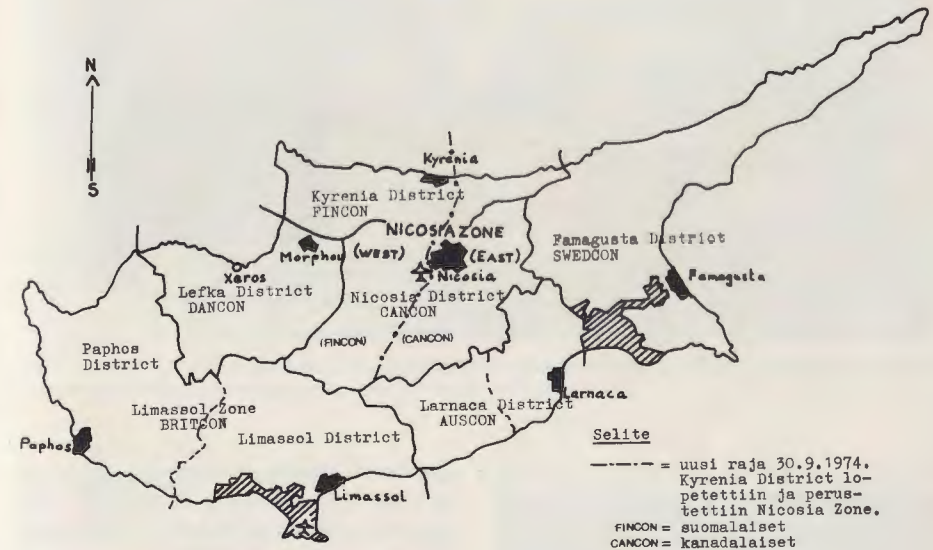 N
S
Kyrenia
Kyrenia District
FINCON
NICOSIA ZONE
Morphou
(WEST)
(EAST)
Nicosia
Famagusta District
SWEDCON
Famagusta
Xeros
Lefka District
DANCON
Nicosia District
CANCON
(FINCON)
(CANCON)
Paphos
District
Limassol Zone
BRITCON
Limassol District
Larnaca District
AUSCON
Larnaca
Paphos
Limassol
Selite
= uusi raja 30.9.1974.
Kyrenia District lo-
petettiin ja perus-
tettiin Nicosia Zone.
FINCON = suomalaiset
CANCON = kanadalaiset